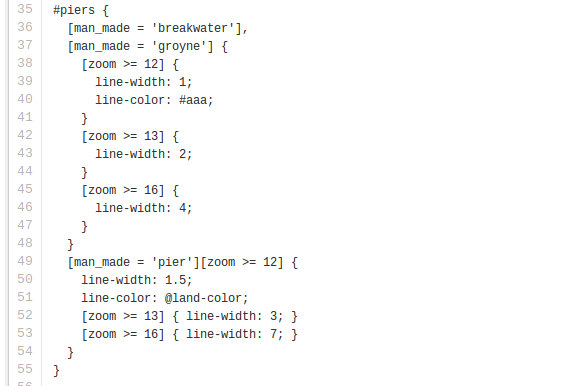 35 #piers {
36   [man_made = 'breakwater'],
37   [man_made = 'groyne'] {
38     [zoom >= 12] {
39       line-width: 1;
40       line-color: #aaa;
41     }
42     [zoom >= 13] {
43       line-width: 2;
44     }
45     [zoom >= 16] {
46       line-width: 4;
47     }
48   }
49   [man_made = 'pier'][zoom >= 12] {
50     line-width: 1.5;
51     line-color: @land-color;
52     [zoom >= 13] { line-width: 3; }
53     [zoom >= 16] { line-width: 7; }
54   }
55 }